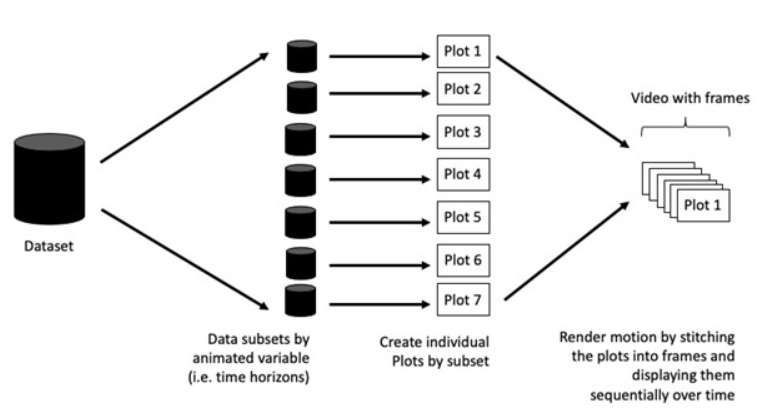 Plot 1
Plot 2
Plot 3
Plot 4
Plot 5
Plot 6
Plot 7
Video with frames
Plot 1
Dataset
Data subsets by
animated variable
(i.e. time horizons)
Create individual
Plots by subset
Render motion by stitching
the plots into frames and
displaying them
sequentially over time